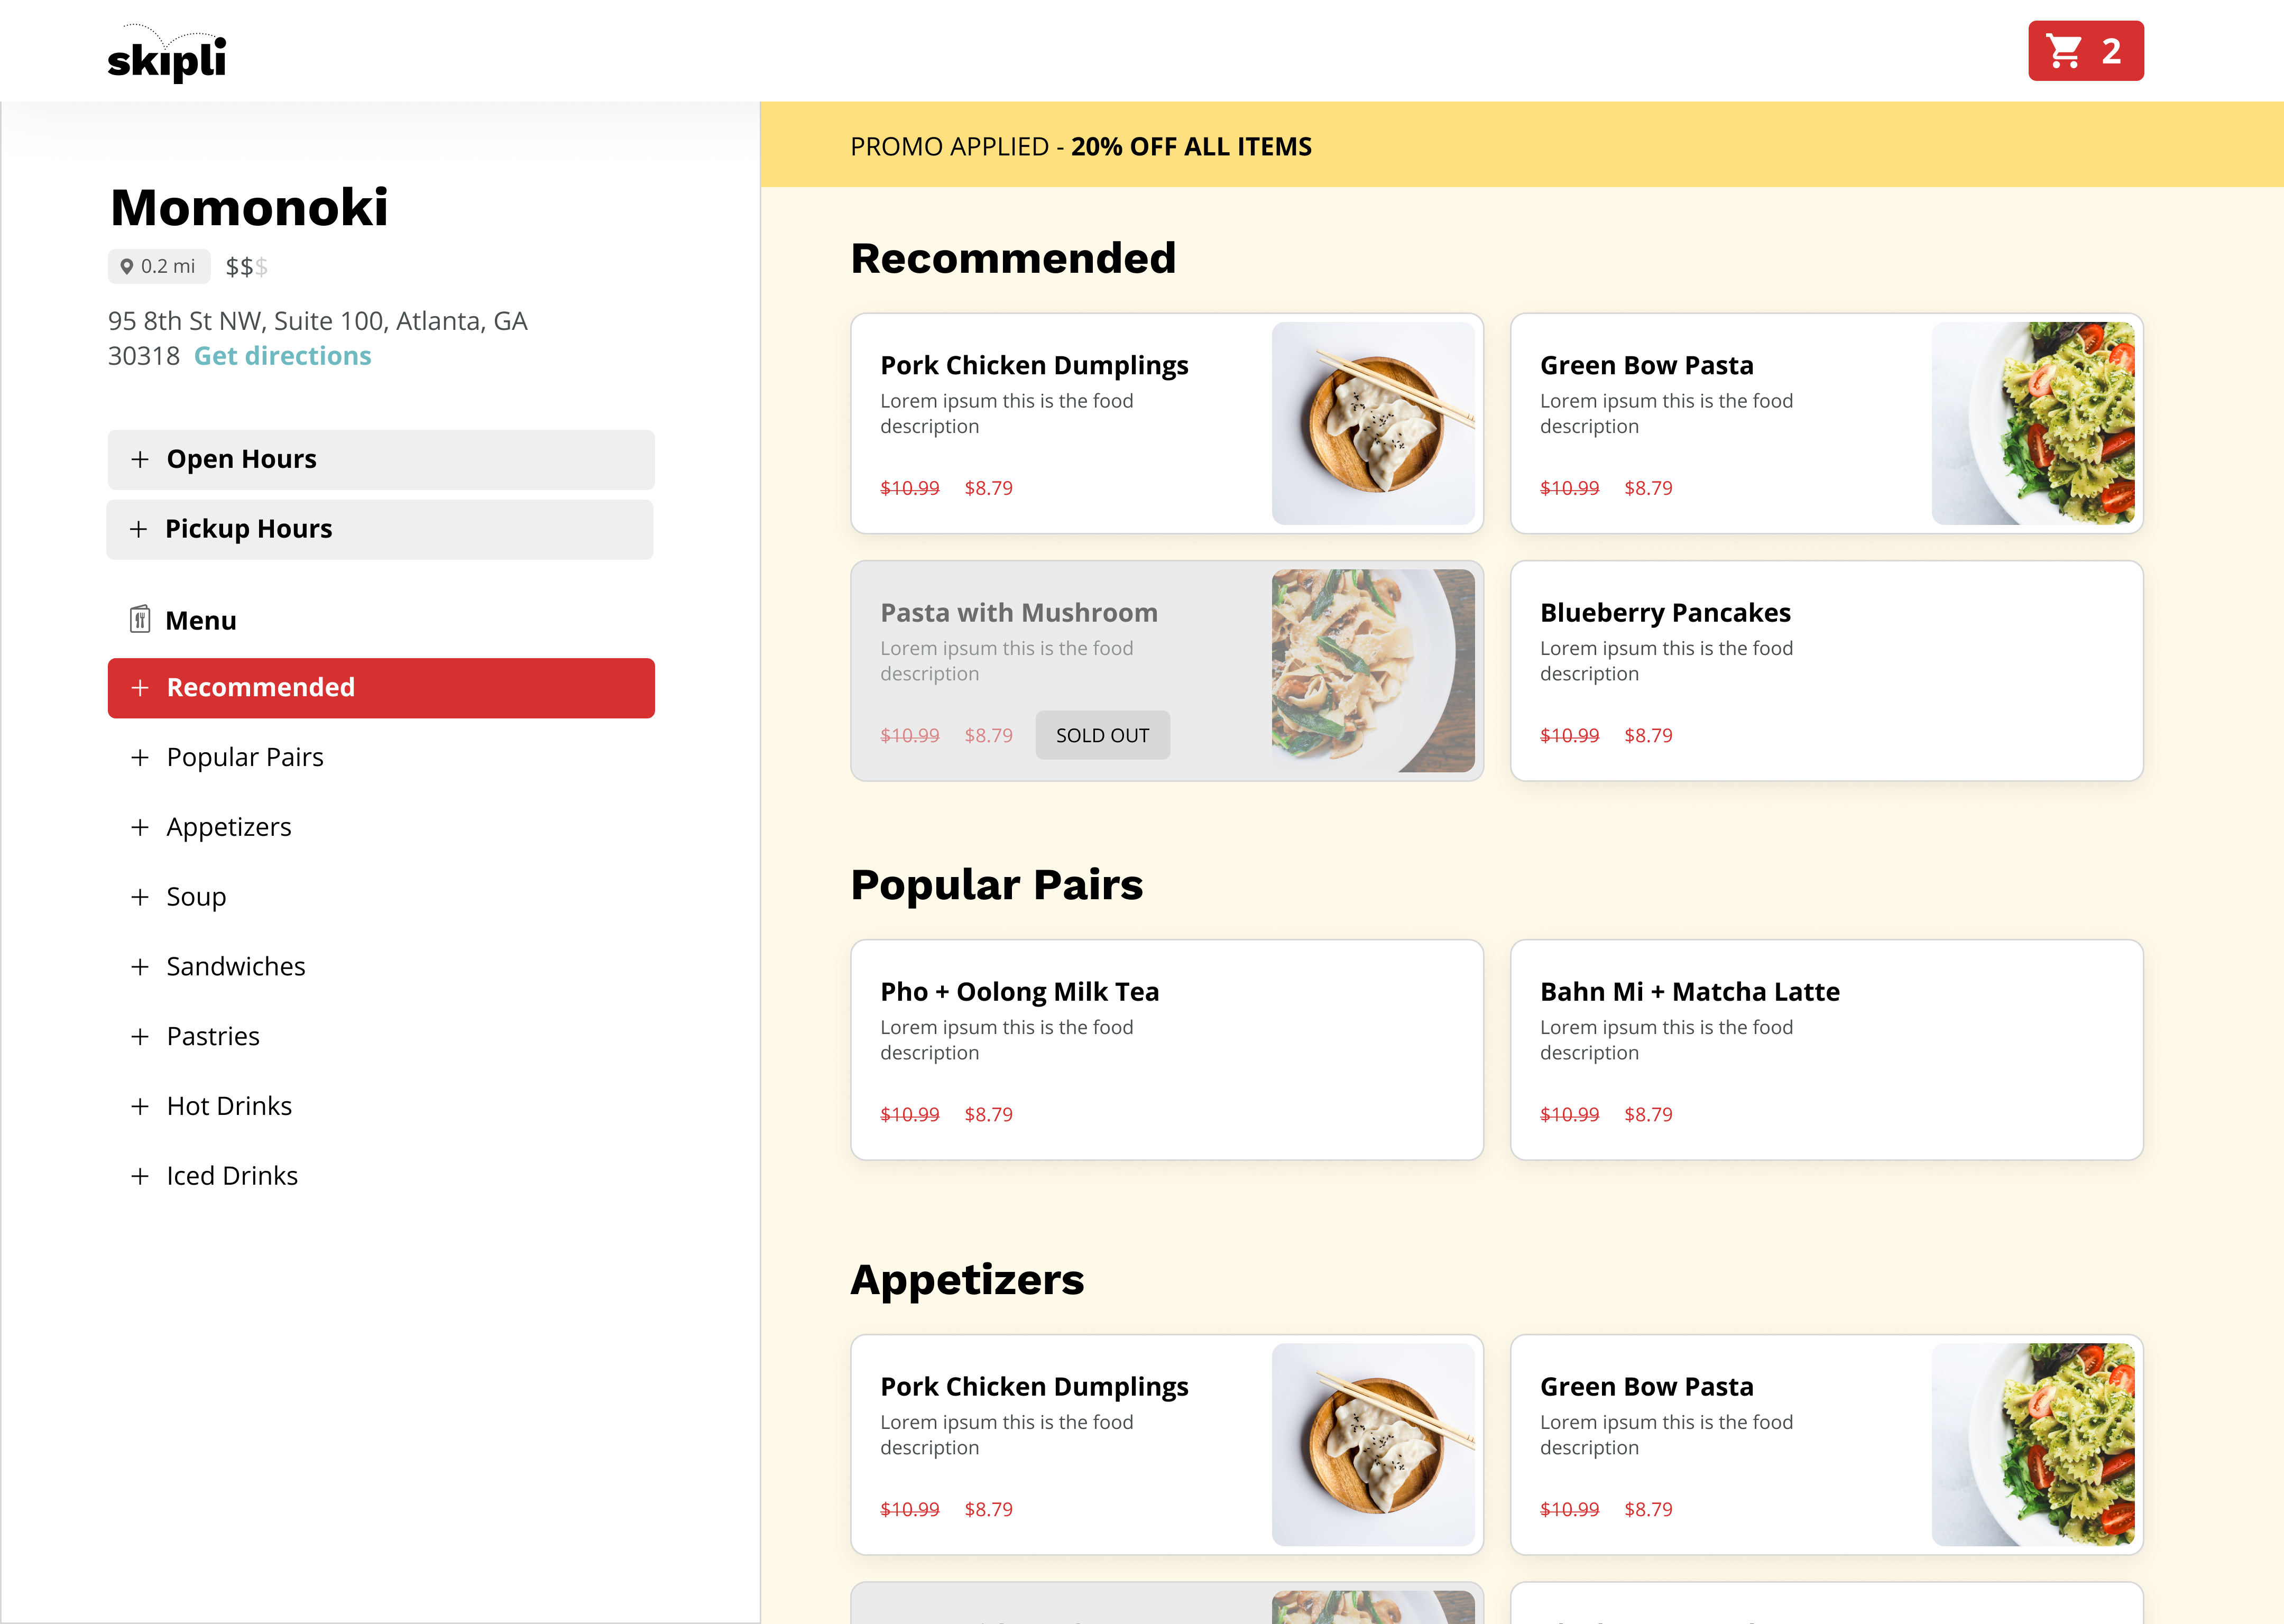 skipli
2
PROMO APPLIED - 20% OFF ALL ITEMS
Momonoki
0.2 mi $$$
95 8th St NW, Suite 100, Atlanta, GA
30318 Get directions
Open Hours
Pickup Hours
Menu
Recommended
Popular Pairs
Appetizers
Soup
Sandwiches
Pastries
Hot Drinks
Iced Drinks
Recommended
Pork Chicken Dumplings
Lorem ipsum this is the food
description
$10.99 $8.79
Green Bow Pasta
Lorem ipsum this is the food
description
$10.99 $8.79
Pasta with Mushroom
Lorem ipsum this is the food
description
$10.99 $8.79 SOLD OUT
Blueberry Pancakes
Lorem ipsum this is the food
description
$10.99 $8.79
Popular Pairs
Pho + Oolong Milk Tea
Lorem ipsum this is the food
description
$10.99 $8.79
Bahn Mi + Matcha Latte
Lorem ipsum this is the food
description
$10.99 $8.79
Appetizers
Pork Chicken Dumplings
Lorem ipsum this is the food
description
$10.99 $8.79
Green Bow Pasta
Lorem ipsum this is the food
description
$10.99 $8.79